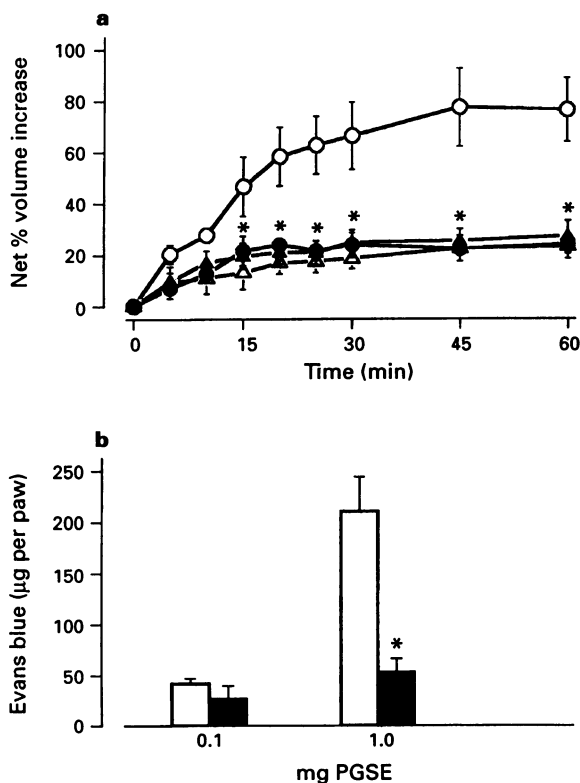 a
Net % volume increase
100
80
60
40
20
0
* * * * * *
0 15 30 45 60
Time (min)
b
Evans blue (μg per paw)
250
200
150
100
50
0
*
0.1 1.0
mg PGSE